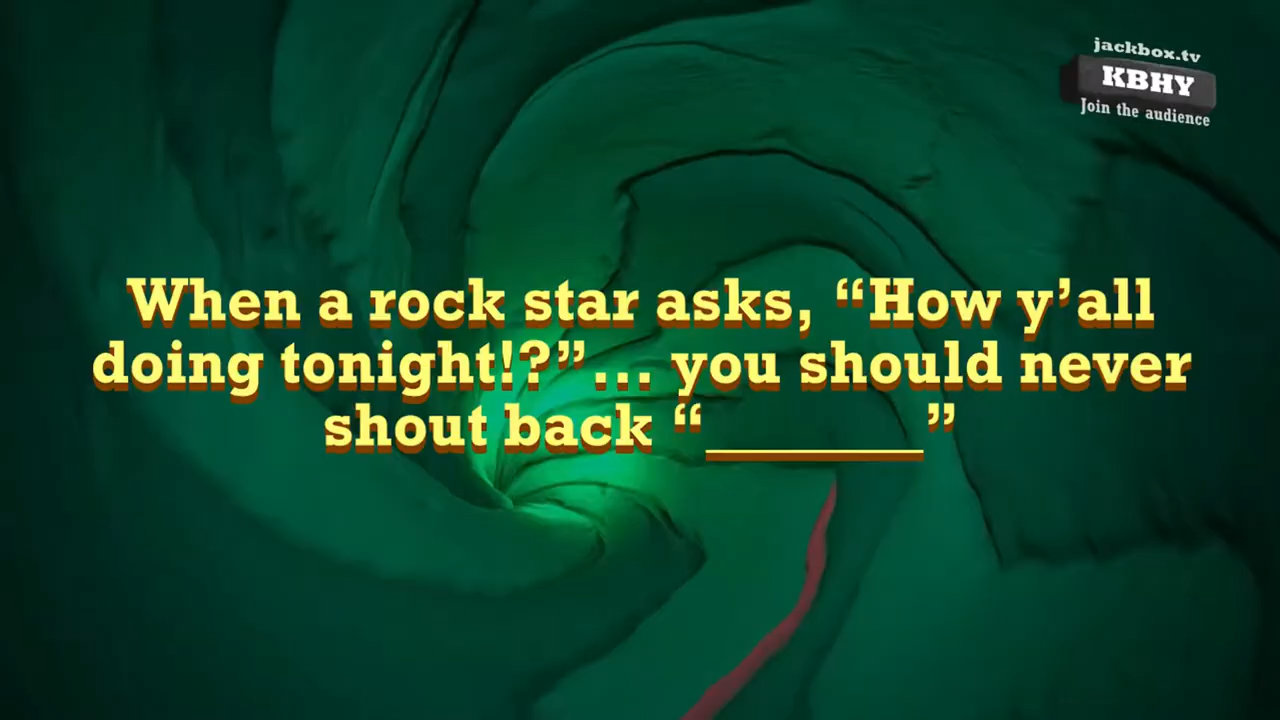 jackbox.tv
KBHY
Join the audience
When a rock star asks, “How y’all
doing tonight!?”... you should never
shout back “_______”